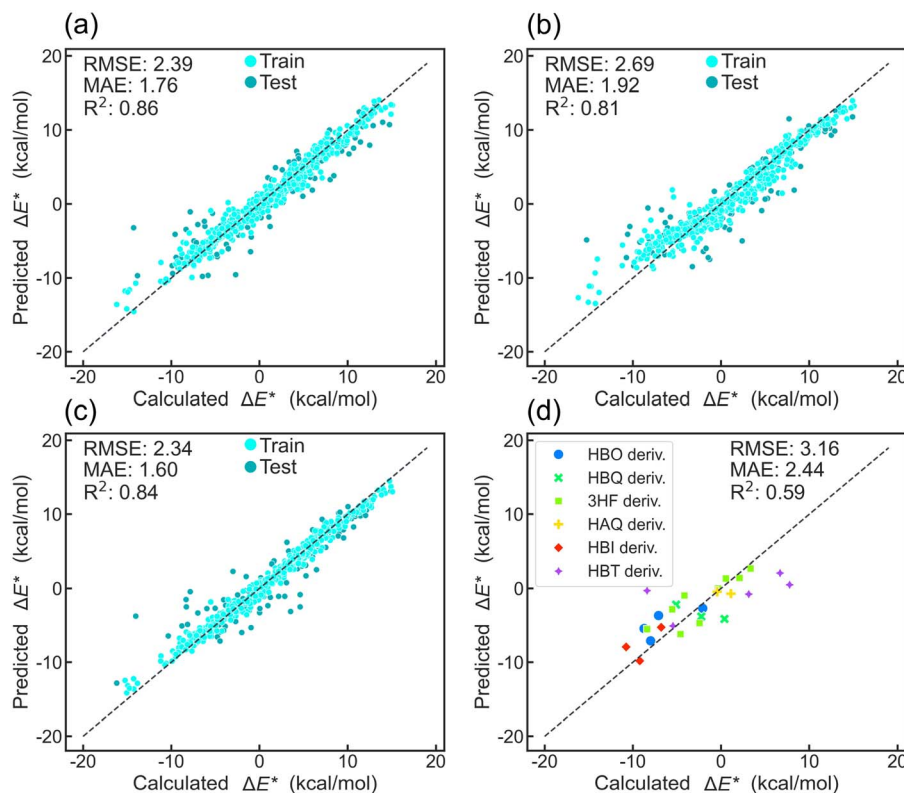 (a)
RMSE: 2.39
MAE: 1.76
R²: 0.86
Train
Test
20
10
0
-10
-20
Predicted ΔE* (kcal/mol)
-20 -10 0 10 20
Calculated ΔE* (kcal/mol)
(b)
RMSE: 2.69
MAE: 1.92
R²: 0.81
Train
Test
20
10
0
-10
-20
Predicted ΔE* (kcal/mol)
-20 -10 0 10 20
Calculated ΔE* (kcal/mol)
(c)
RMSE: 2.34
MAE: 1.60
R²: 0.84
Train
Test
20
10
0
-10
-20
Predicted ΔE* (kcal/mol)
-20 -10 0 10 20
Calculated ΔE* (kcal/mol)
(d)
HBO deriv.
HBQ deriv.
3HF deriv.
HAQ deriv.
HBI deriv.
HBT deriv.
RMSE: 3.16
MAE: 2.44
R²: 0.59
20
10
0
-10
-20
Predicted ΔE* (kcal/mol)
-20 -10 0 10 20
Calculated ΔE* (kcal/mol)